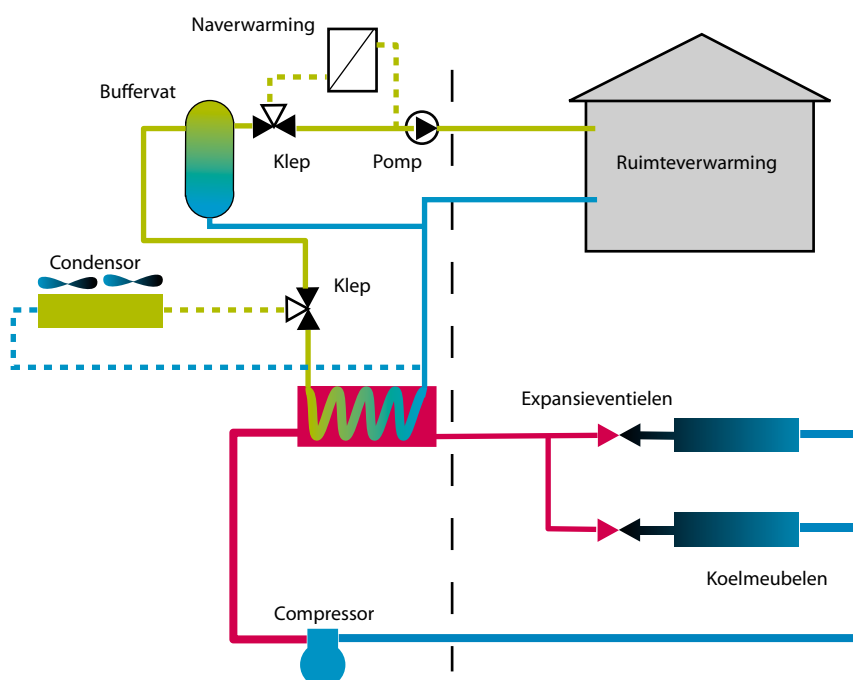 Naverwarming
Buffervat
Klep
Pomp
Ruimteverwarming
Condensor
Klep
Expansieventielen
Koelmeubelen
Compressor